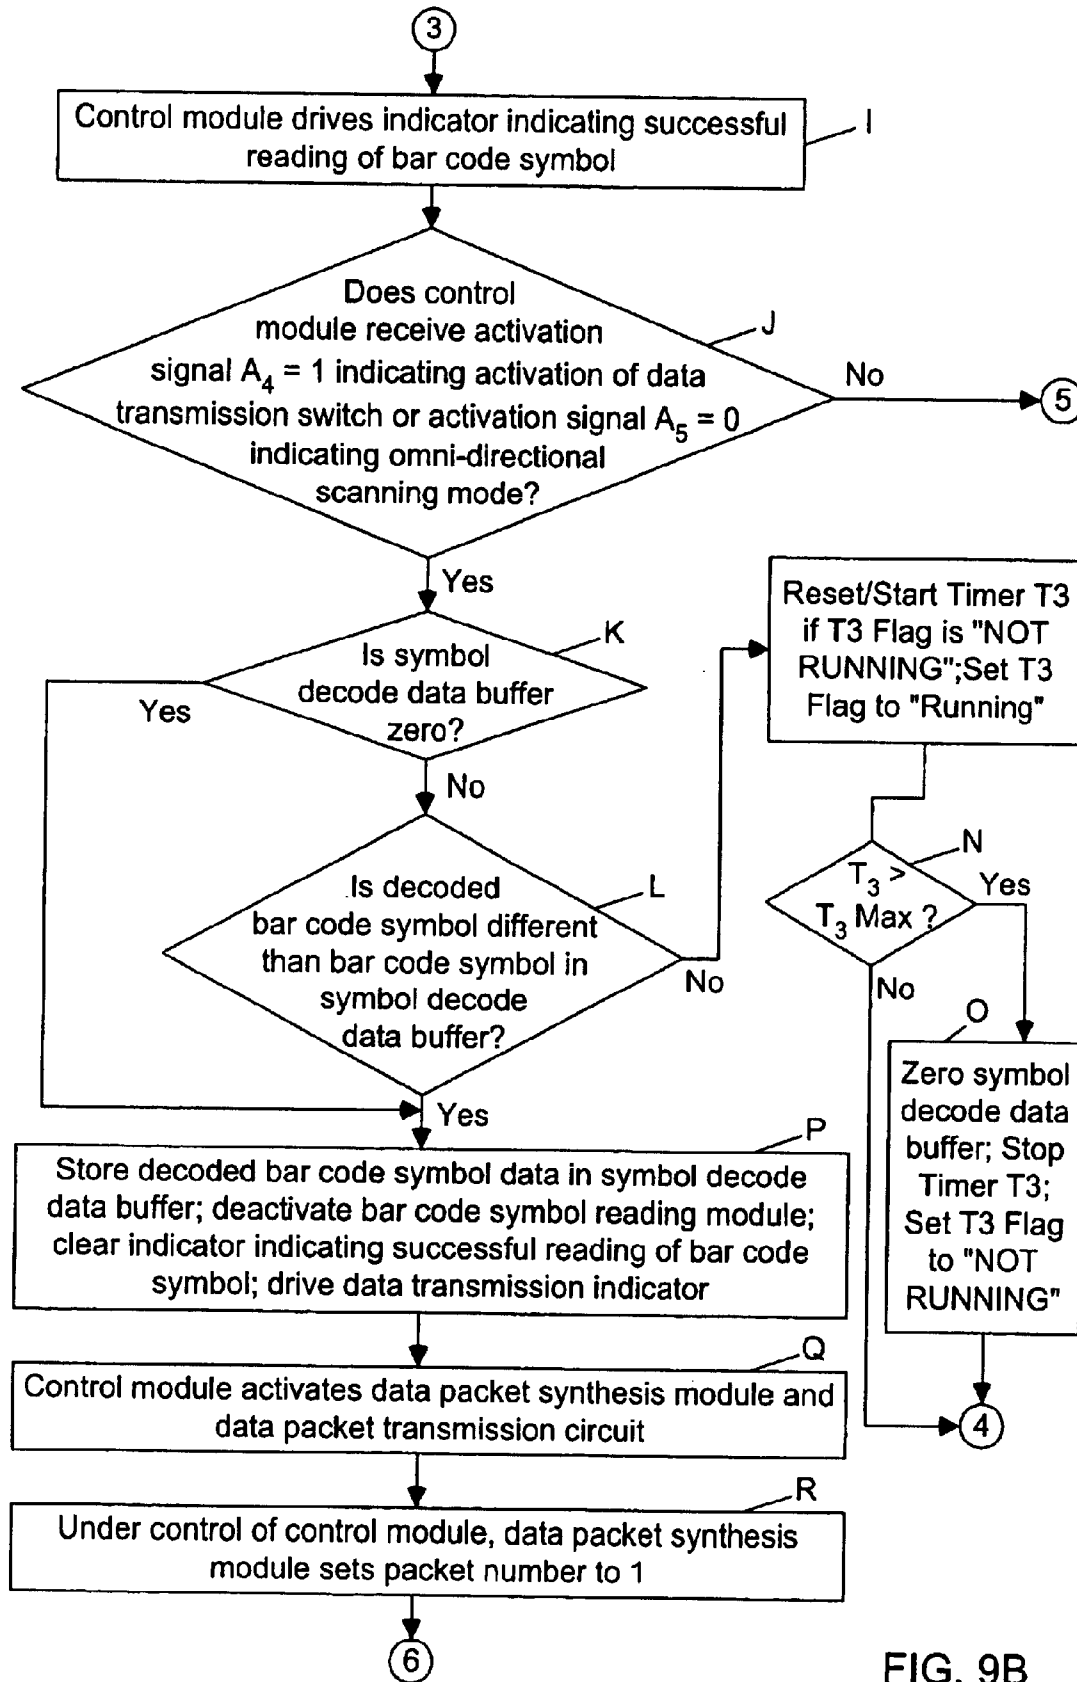 3
Control module drives indicator indicating successful
reading of bar code symbol
I
Does control
module receive activation
signal A4 = 1 indicating activation of data
transmission switch or activation signal A5 = 0
indicating omni-directional
scanning mode?
J
No
5
Yes
Is symbol
decode data buffer
zero?
K
Yes
No
Reset/Start Timer T3
if T3 Flag is "NOT
RUNNING";Set T3
Flag to "Running"
Is decoded
bar code symbol different
than bar code symbol in
symbol decode
data buffer?
L
No
Yes
T3 >
T3 Max ?
N
Yes
No
O
Zero symbol
decode data
buffer; Stop
Timer T3;
Set T3 Flag
to "NOT
RUNNING"
4
P
Store decoded bar code symbol data in symbol decode
data buffer; deactivate bar code symbol reading module;
clear indicator indicating successful reading of bar code
symbol; drive data transmission indicator
Q
Control module activates data packet synthesis module and
data packet transmission circuit
R
Under control of control module, data packet synthesis
module sets packet number to 1
6
FIG. 9B